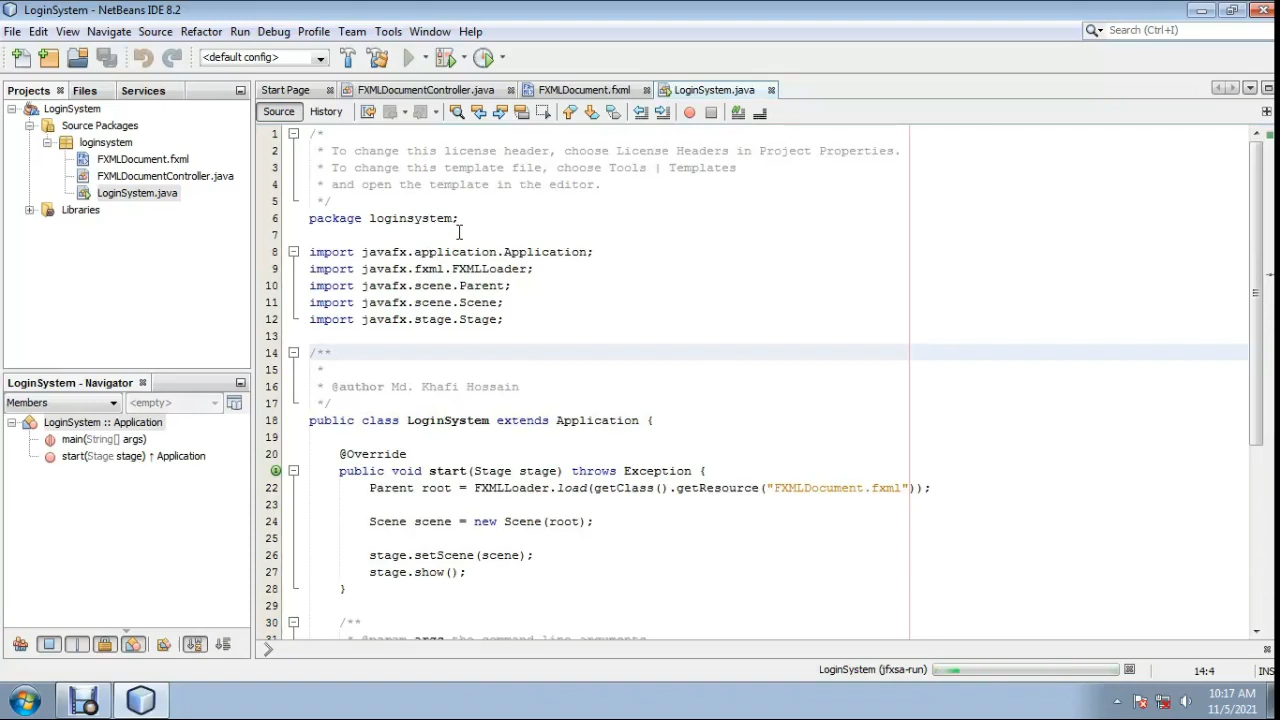 LoginSystem - NetBeans IDE 8.2
File Edit View Navigate Source Refactor Run Debug Profile Team Tools Window Help
Search (Ctrl+I)
<default config>
Projects Files Services
Start Page FXMLDocumentController.java FXMLDocument.fxml LoginSystem.java
Source History
LoginSystem
Source Packages
loginsystem
FXMLDocument.fxml
FXMLDocumentController.java
LoginSystem.java
Libraries
LoginSystem - Navigator
Members <empty>
LoginSystem :: Application
main(String[] args)
start(Stage stage) ↑ Application
1 /*
2 * To change this license header, choose License Headers in Project Properties.
3 * To change this template file, choose Tools | Templates
4 * and open the template in the editor.
5 */
6 package loginsystem;
7
8 import javafx.application.Application;
9 import javafx.fxml.FXMLLoader;
10 import javafx.scene.Parent;
11 import javafx.scene.Scene;
12 import javafx.stage.Stage;
13
14 /**
15 *
16 * @author Md. Khafi Hossain
17 */
18 public class LoginSystem extends Application {
19
20 @Override
public void start(Stage stage) throws Exception {
22 Parent root = FXMLLoader.load(getClass().getResource("FXMLDocument.fxml"));
23
24 Scene scene = new Scene(root);
25
26 stage.setScene(scene);
27 stage.show();
28 }
29
30 /**
31 * @param args the command line arguments
LoginSystem (jfxsa-run)
14:4 INS
10:17 AM
11/5/2021